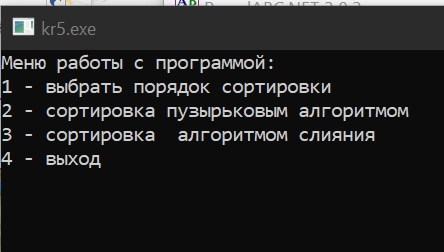 kr5.exe
Меню работы с программой:
1 - выбрать порядок сортировки
2 - сортировка пузырьковым алгоритмом
3 - сортировка  алгоритмом слияния
4 - выход